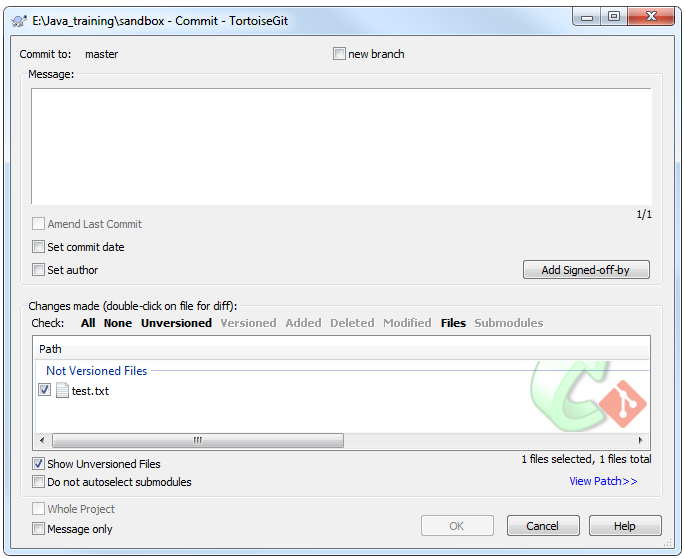 E:\Java_training\sandbox - Commit - TortoiseGit
Commit to: master new branch
Message:
1/1
Amend Last Commit
Set commit date
Set author Add Signed-off-by
Changes made (double-click on file for diff):
Check: All None Unversioned Versioned Added Deleted Modified Files Submodules
Path
Not Versioned Files
test.txt
Show Unversioned Files 1 files selected, 1 files total
Do not autoselect submodules View Patch>>
Whole Project
Message only OK Cancel Help